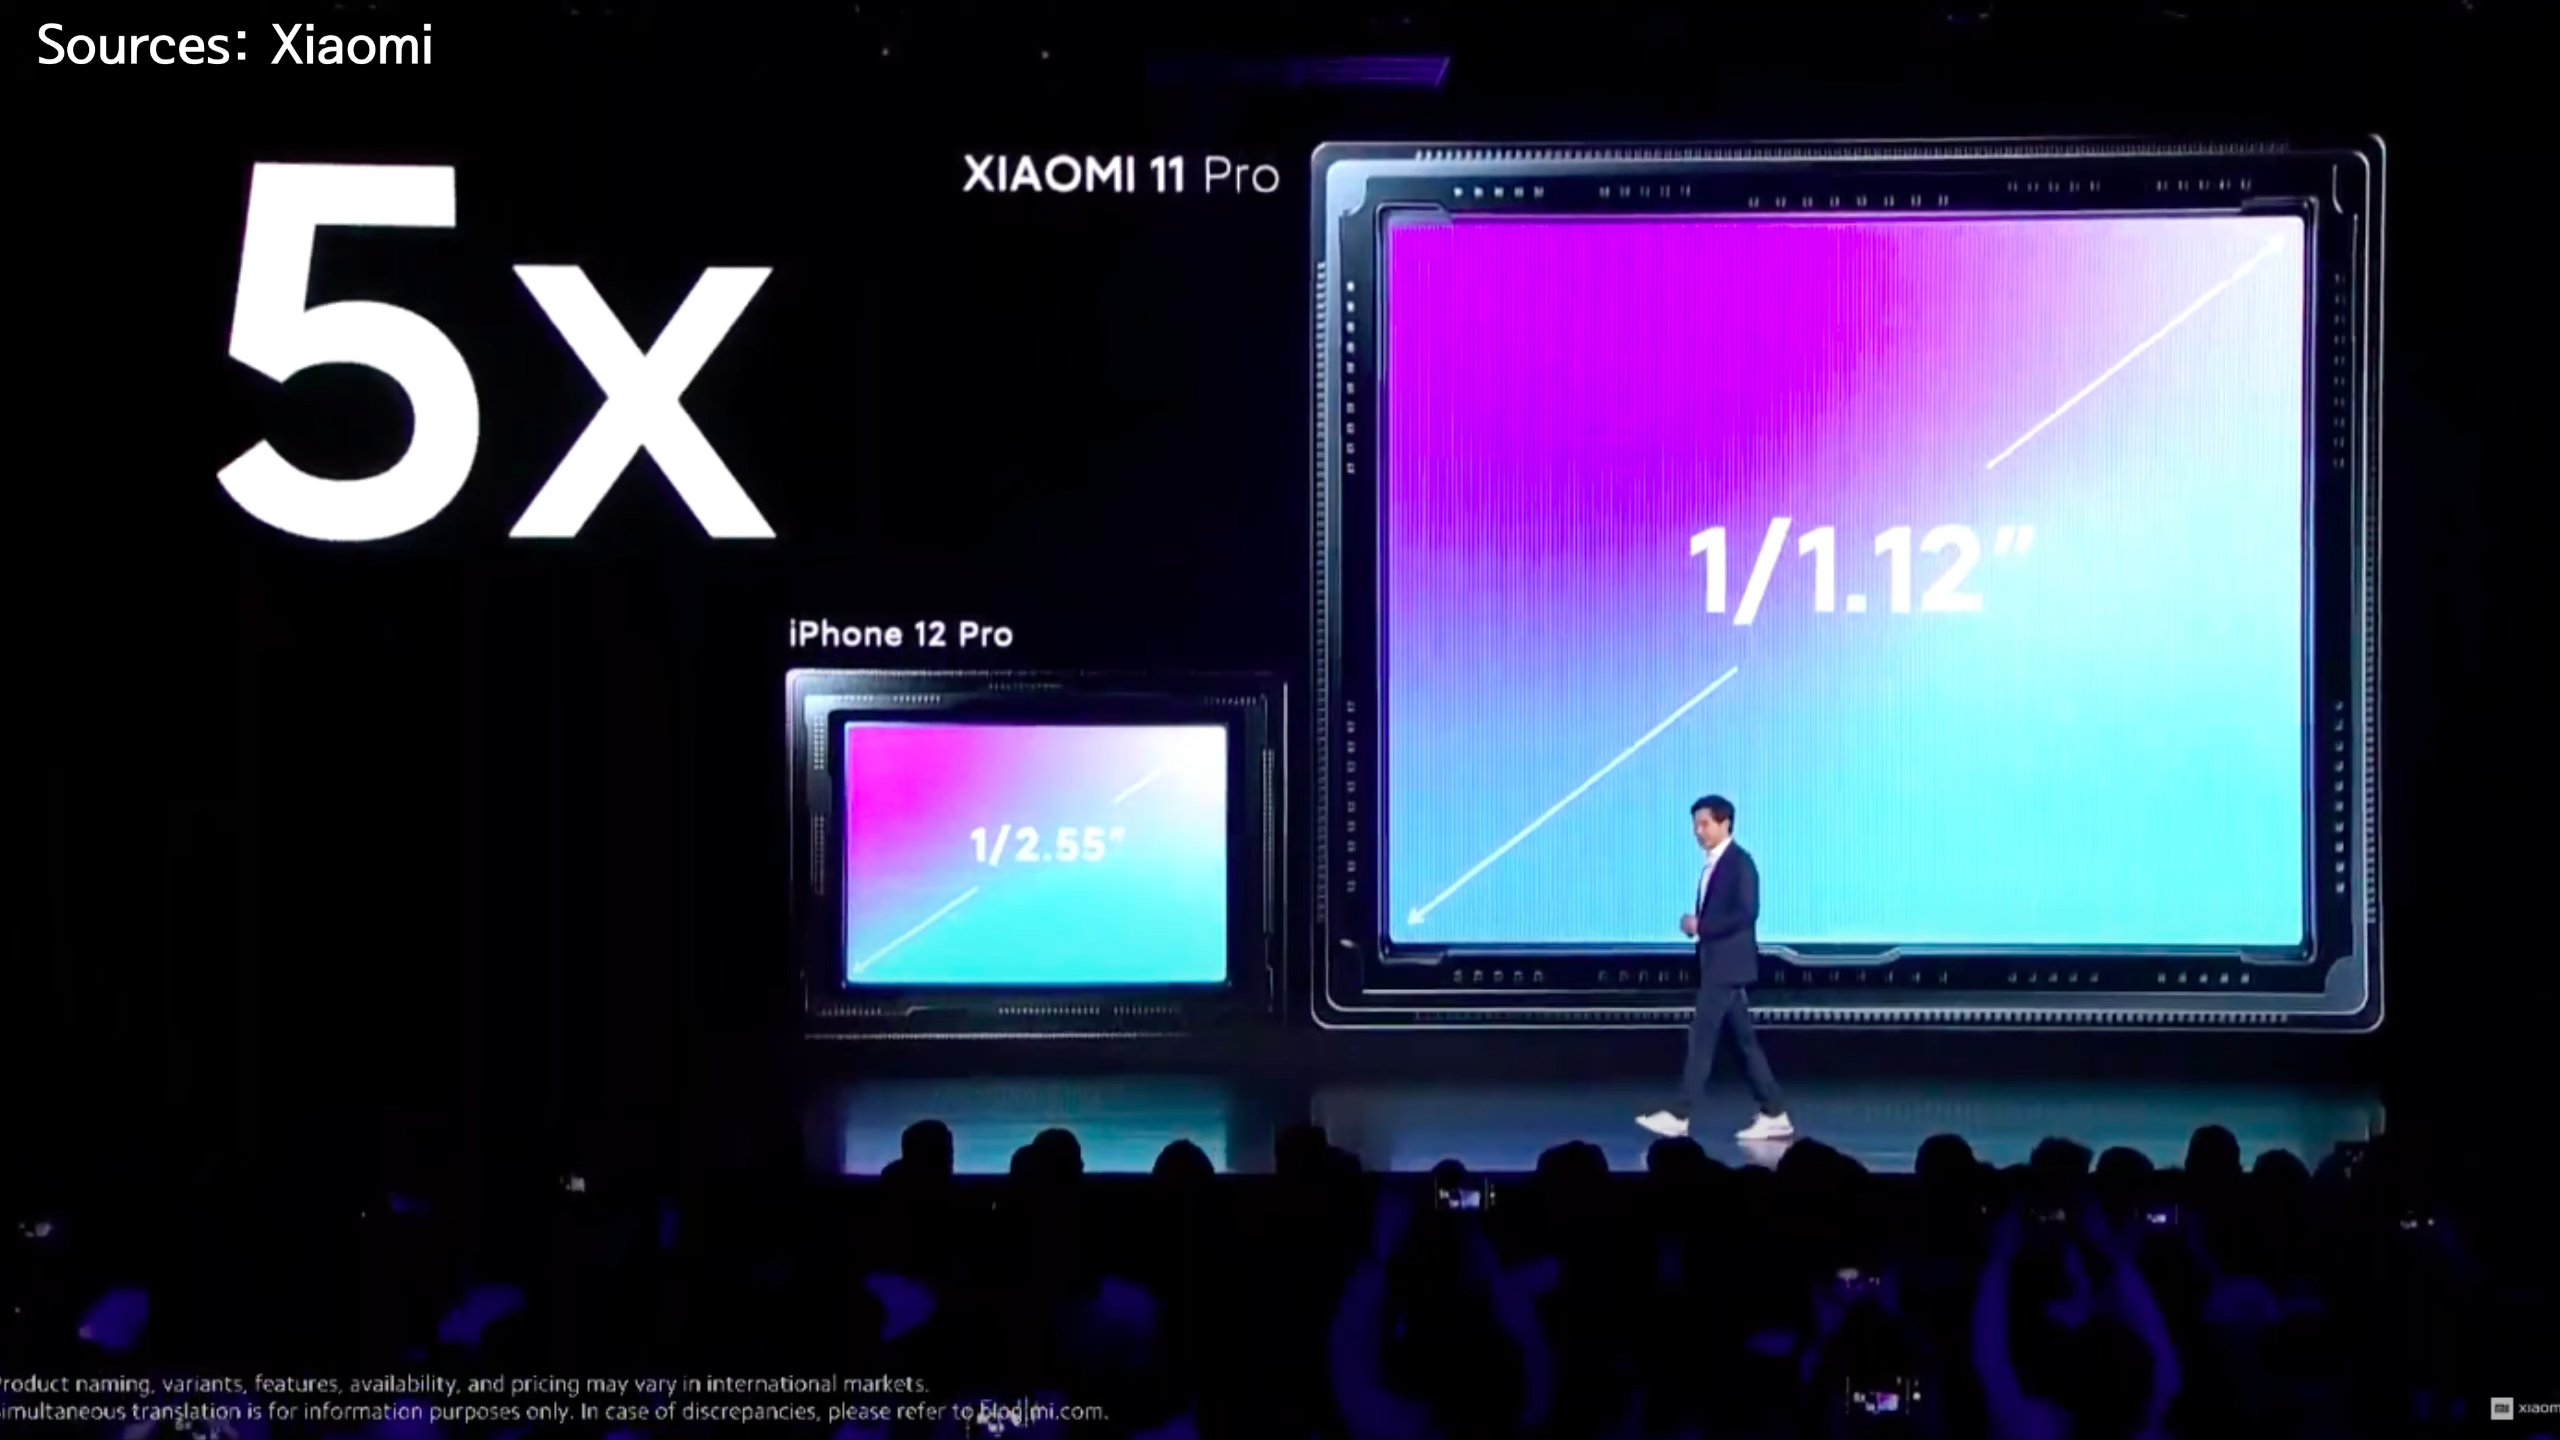 Sources: Xiaomi
5x
XIAOMI 11 Pro
1/1.12"
iPhone 12 Pro
1/2.55"
roduct naming, variants, features, availability, and pricing may vary in international markets.
imultaneous translation is for information purposes only. In case of discrepancies, please refer to blog.mi.com.
xiaom